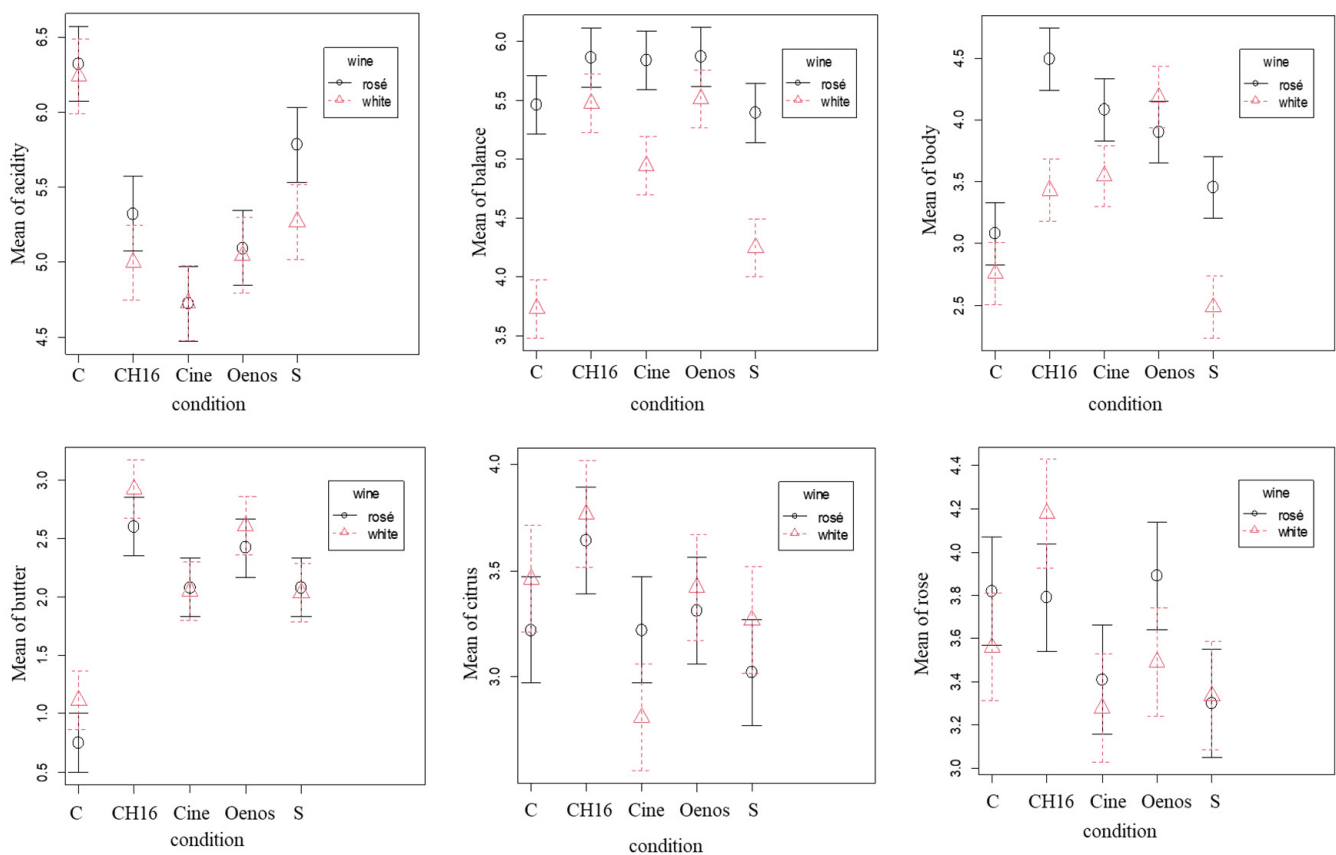 Mean of acidity
6.5
6.0
5.5
5.0
4.5
wine
rosé
white
C CH16 Cine Oenos S
condition
Mean of balance
6.0
5.5
5.0
4.5
4.0
3.5
wine
rosé
white
C CH16 Cine Oenos S
condition
Mean of body
4.5
4.0
3.5
3.0
2.5
wine
rosé
white
C CH16 Cine Oenos S
condition
Mean of butter
3.0
2.5
2.0
1.5
1.0
0.5
wine
rosé
white
C CH16 Cine Oenos S
condition
Mean of citrus
4.0
3.5
3.0
wine
rosé
white
C CH16 Cine Oenos S
condition
Mean of rose
4.4
4.2
4.0
3.8
3.6
3.4
3.2
3.0
wine
rosé
white
C CH16 Cine Oenos S
condition